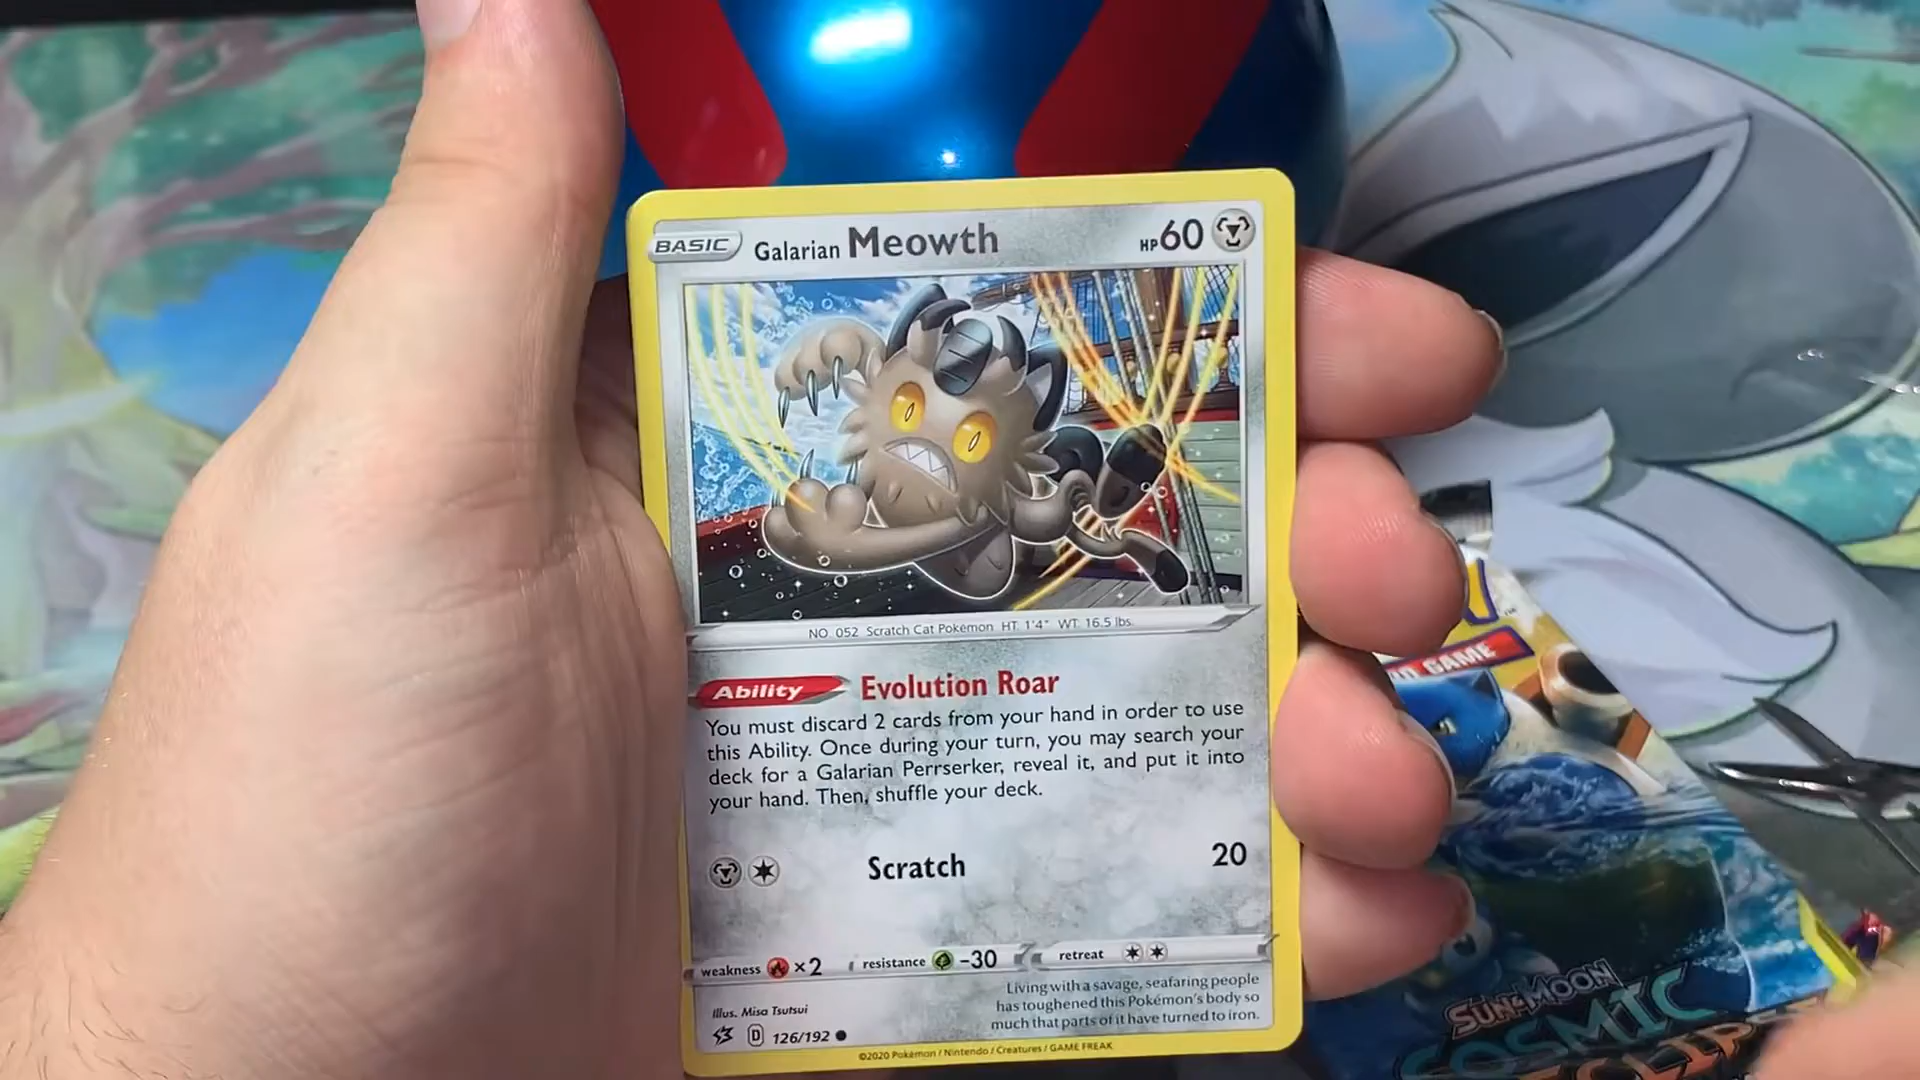 BASIC Galarian Meowth HP 60
NO. 052 Scratch Cat Pokémon HT: 1'4" WT: 16.5 lbs.
Ability Evolution Roar
You must discard 2 cards from your hand in order to use
this Ability. Once during your turn, you may search your
deck for a Galarian Perrserker, reveal it, and put it into
your hand. Then, shuffle your deck.
Scratch 20
weakness ×2 resistance -30 retreat
Living with a savage, seafaring people
has toughened this Pokémon's body so
much that parts of it have turned to iron.
Illus. Misa Tsutsui
D 126/192
©2020 Pokémon / Nintendo / Creatures / GAME FREAK
GAME
SUN & MOON
COSMIC